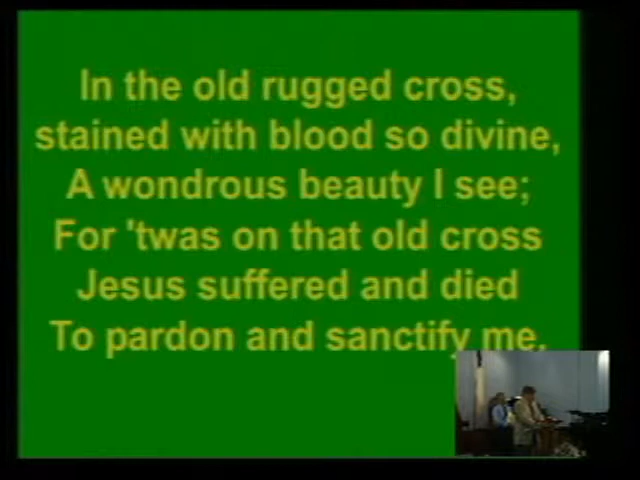 In the old rugged cross,
stained with blood so divine,
A wondrous beauty I see;
For 'twas on that old cross
Jesus suffered and died
To pardon and sanctify me.